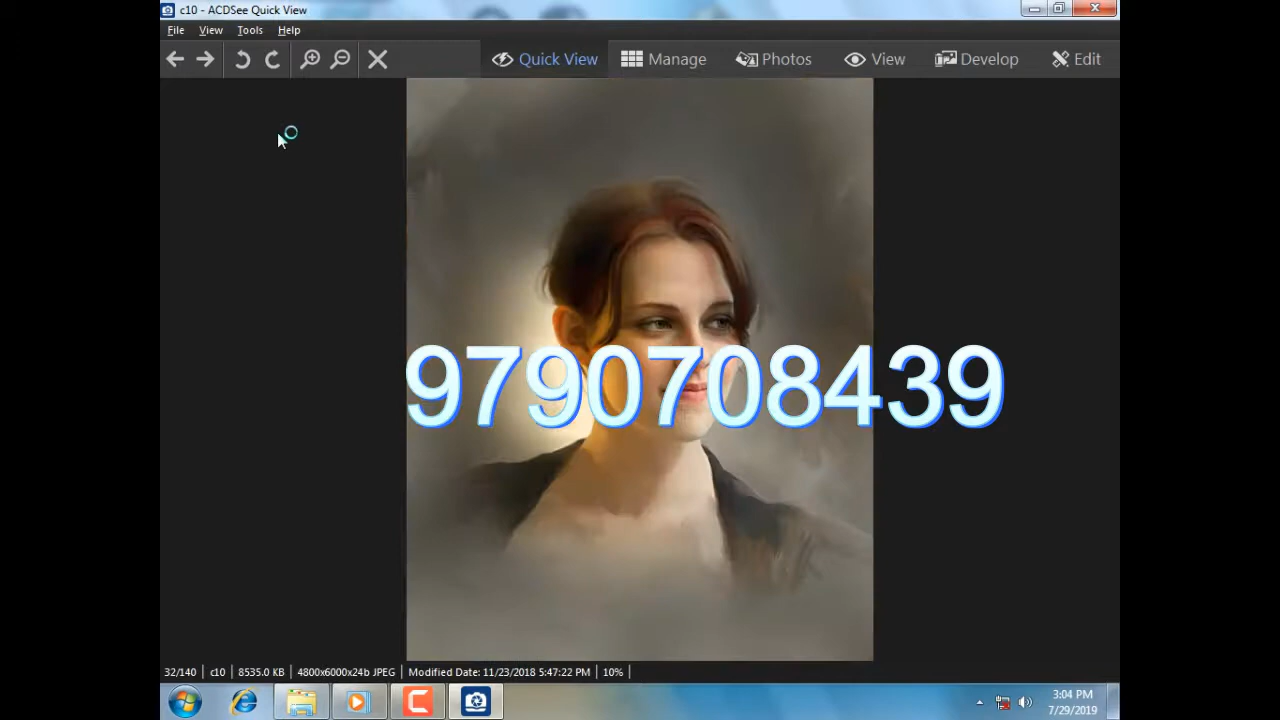 c10 - ACDSee Quick View
File View Tools Help
Quick View Manage Photos View Develop Edit
9790708439
32/140 c10 8535.0 KB 4800x6000x24b JPEG Modified Date: 11/23/2018 5:47:22 PM 10%
3:04 PM
7/29/2019